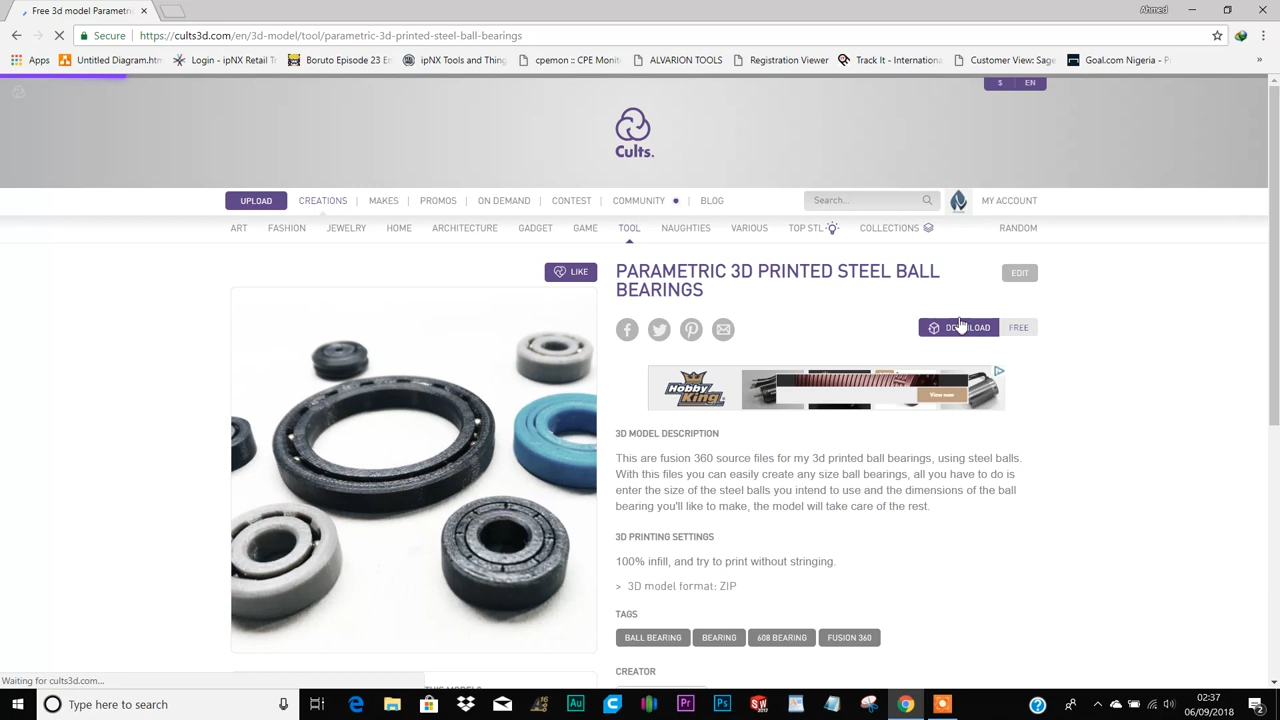 Free 3d model Parametri
Ahmed
Secure
https://cults3d.com/en/3d-model/tool/parametric-3d-printed-steel-ball-bearings
Apps
Untitled Diagram.htm
Login - ipNX Retail Tr
Boruto Episode 23 En
ipNX Tools and Thing
cpemon :: CPE Monit
ALVARION TOOLS
Registration Viewer
Track It - Internationa
Customer View: Sage
Goal.com Nigeria - Pr
»
$ EN
Cults.
UPLOAD
CREATIONS
MAKES
PROMOS
ON DEMAND
CONTEST
COMMUNITY
BLOG
Search...
MY ACCOUNT
ART
FASHION
JEWELRY
HOME
ARCHITECTURE
GADGET
GAME
TOOL
NAUGHTIES
VARIOUS
TOP STL
COLLECTIONS
RANDOM
LIKE
PARAMETRIC 3D PRINTED STEEL BALL
BEARINGS
EDIT
FREE
Hobby
King
View now
3D MODEL DESCRIPTION
This are fusion 360 source files for my 3d printed ball bearings, using steel balls.
With this files you can easily create any size ball bearings, all you have to do is
enter the size of the steel balls you intend to use and the dimensions of the ball
bearing you'll like to make, the model will take care of the rest.
3D PRINTING SETTINGS
100% infill, and try to print without stringing.
> 3D model format: ZIP
TAGS
BALL BEARING
BEARING
608 BEARING
FUSION 360
CREATOR
Waiting for cults3d.com...
THIS MODEL?
Type here to search
02:37
06/09/2018